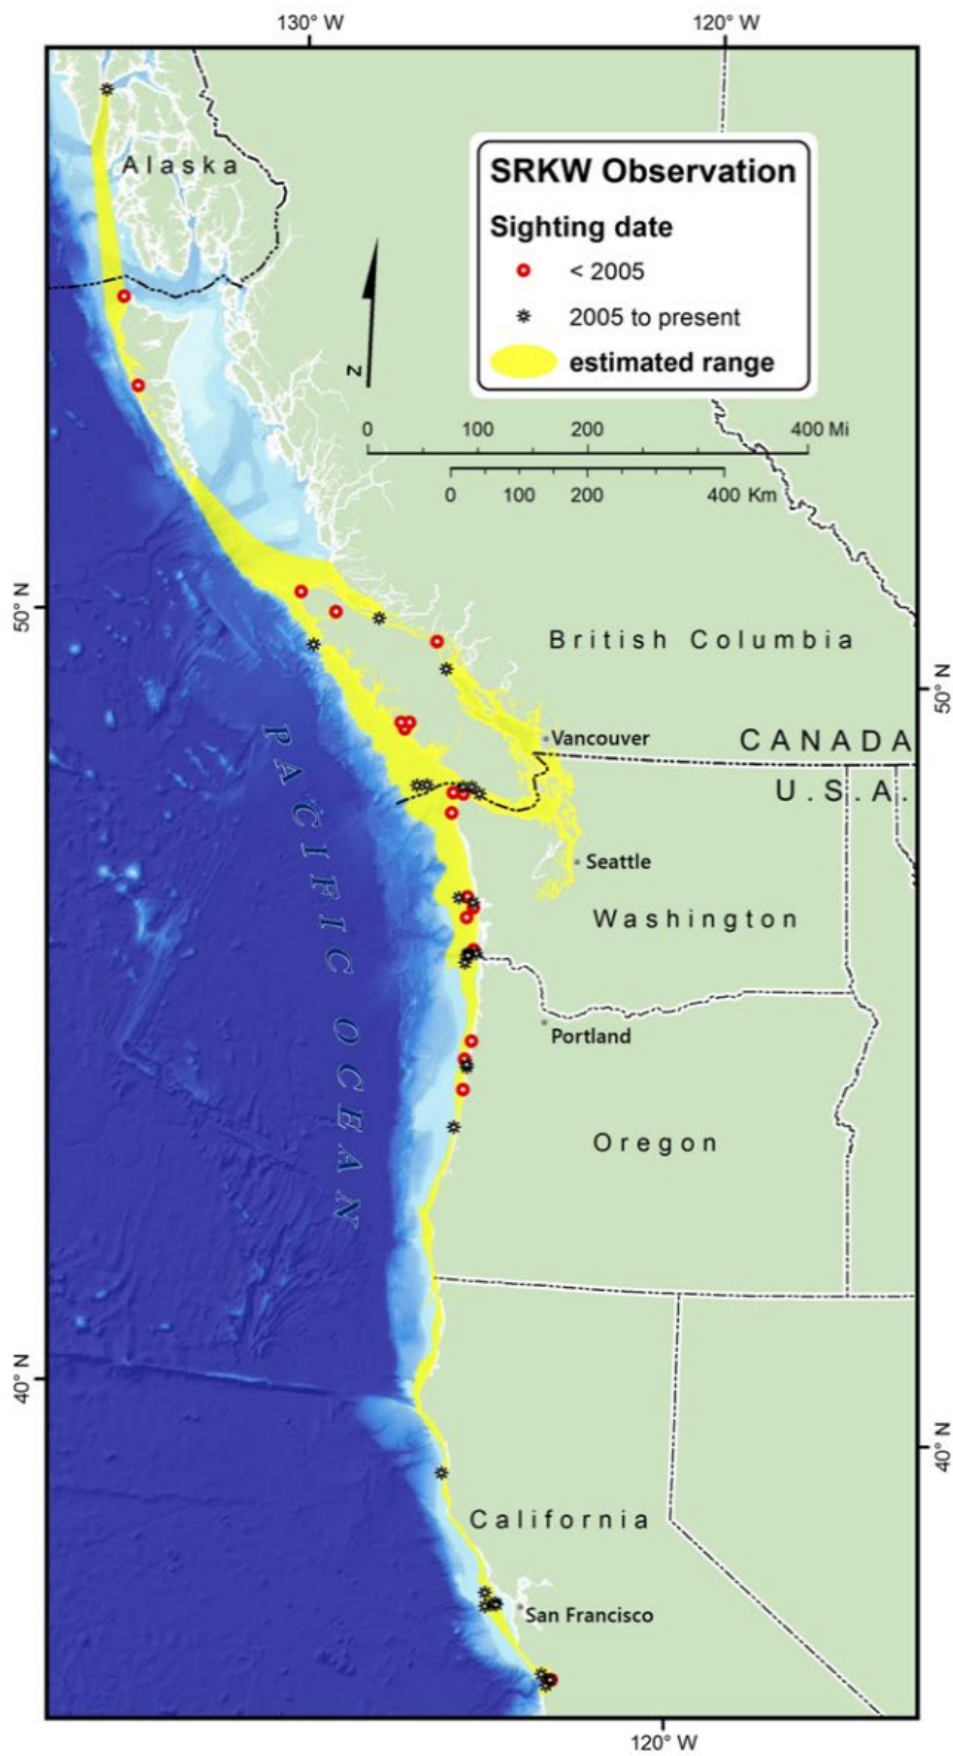 130° W
120° W
Alaska
SRKW Observation
Sighting date
< 2005
2005 to present
estimated range
N
0 100 200 400 Mi
0 100 200 400 Km
50° N
British Columbia
50° N
Vancouver
CANADA
U.S.A.
PACIFIC OCEAN
Seattle
Washington
Portland
Oregon
40° N
40° N
California
San Francisco
120° W